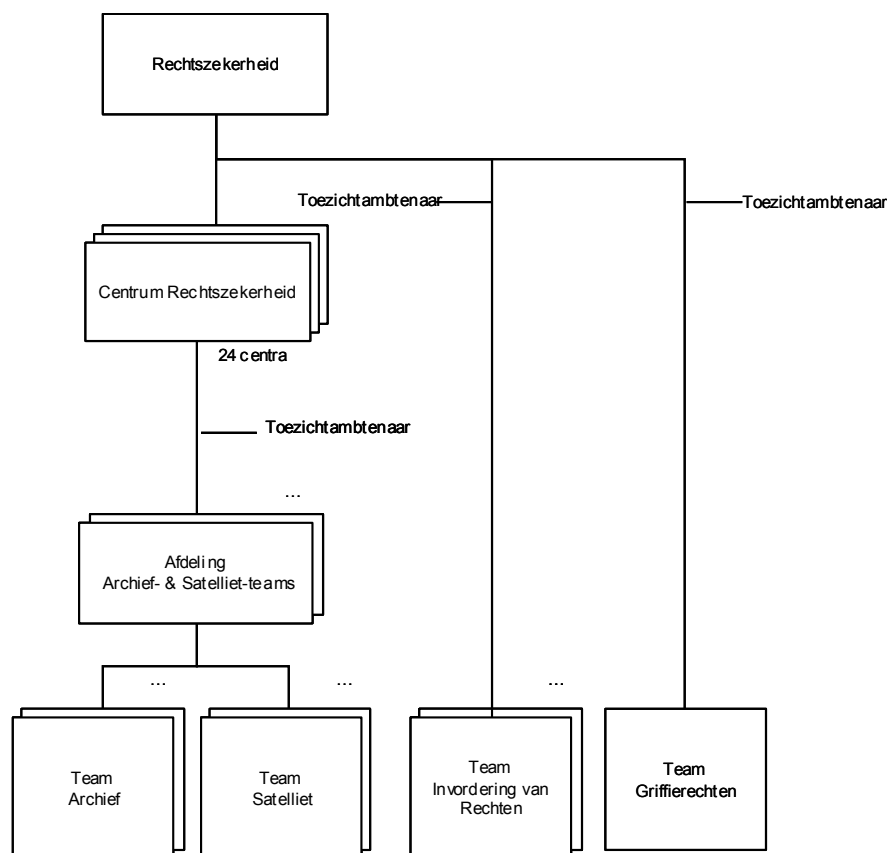 Rechtszekerheid
Toezichtambtenaar
Toezichtambtenaar
Centrum Rechtszekerheid
24 centra
Toezichtambtenaar
...
Afdeling
Archief- & Satelliet-teams
...
...
...
Team
Archief
Team
Satelliet
Team
Invordering van
Rechten
Team
Griffierechten